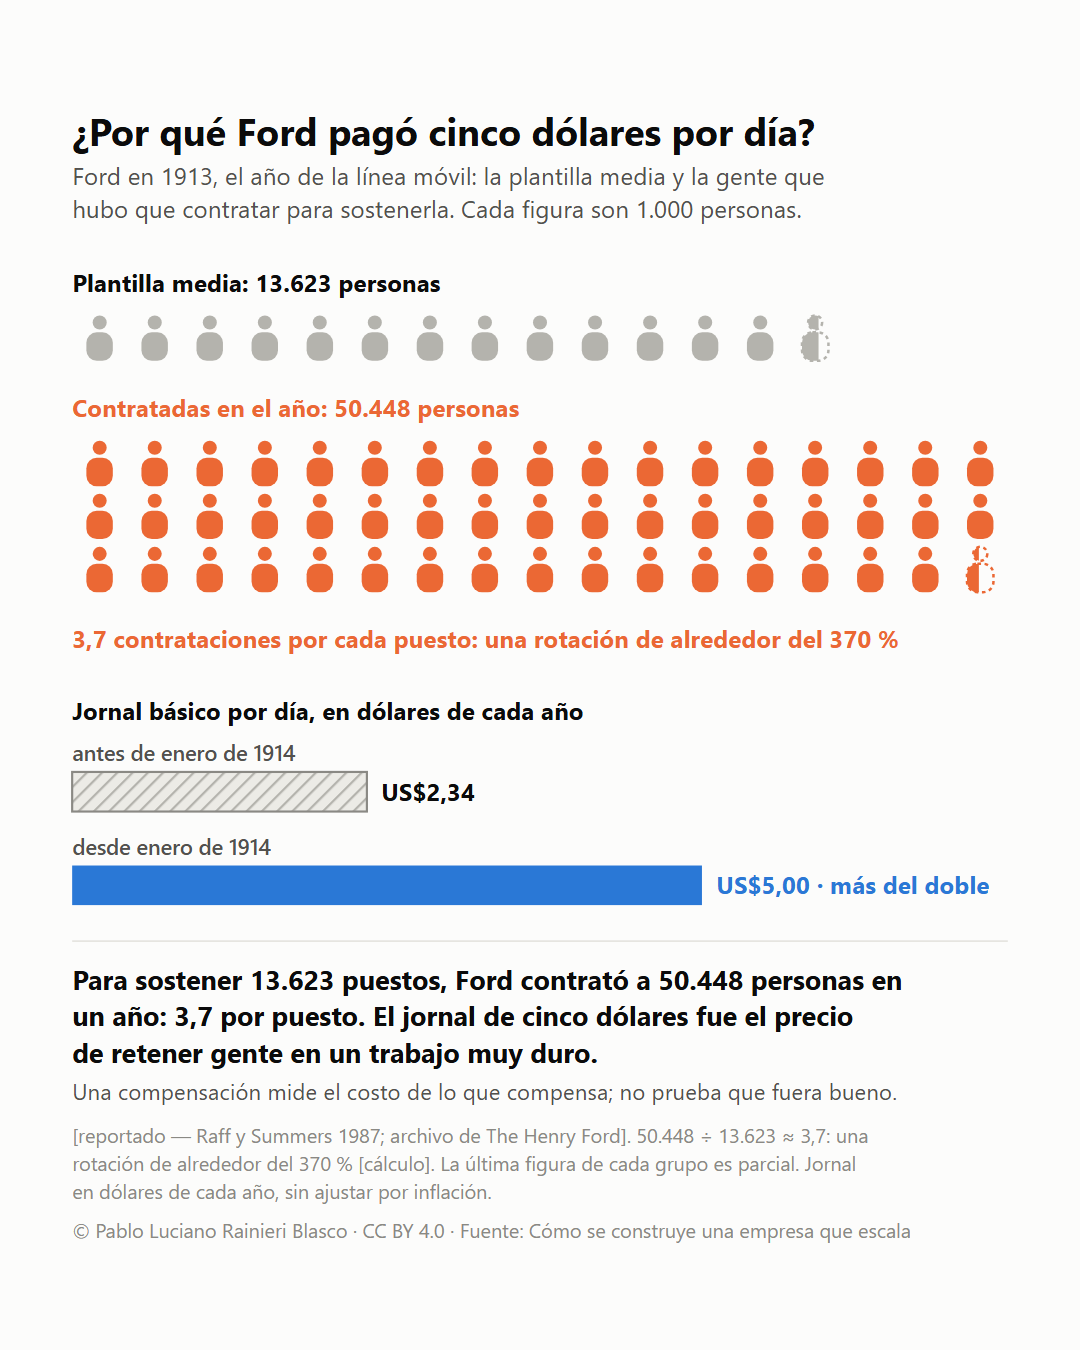 ¿Por qué Ford pagó cinco dólares por día?
Ford en 1913, el año de la línea móvil: la plantilla media y la gente que
hubo que contratar para sostenerla. Cada figura son 1.000 personas.
Plantilla media: 13.623 personas
Contratadas en el año: 50.448 personas
3,7 contrataciones por cada puesto: una rotación de alrededor del 370 %
Jornal básico por día, en dólares de cada año
antes de enero de 1914
US$2,34
desde enero de 1914
US$5,00 · más del doble
Para sostener 13.623 puestos, Ford contrató a 50.448 personas en
un año: 3,7 por puesto. El jornal de cinco dólares fue el precio
de retener gente en un trabajo muy duro.
Una compensación mide el costo de lo que compensa; no prueba que fuera bueno.
[reportado — Raff y Summers 1987; archivo de The Henry Ford]. 50.448 ÷ 13.623 ≈ 3,7: una
rotación de alrededor del 370 % [cálculo]. La última figura de cada grupo es parcial. Jornal
en dólares de cada año, sin ajustar por inflación.
© Pablo Luciano Rainieri Blasco · CC BY 4.0 · Fuente: Cómo se construye una empresa que escala